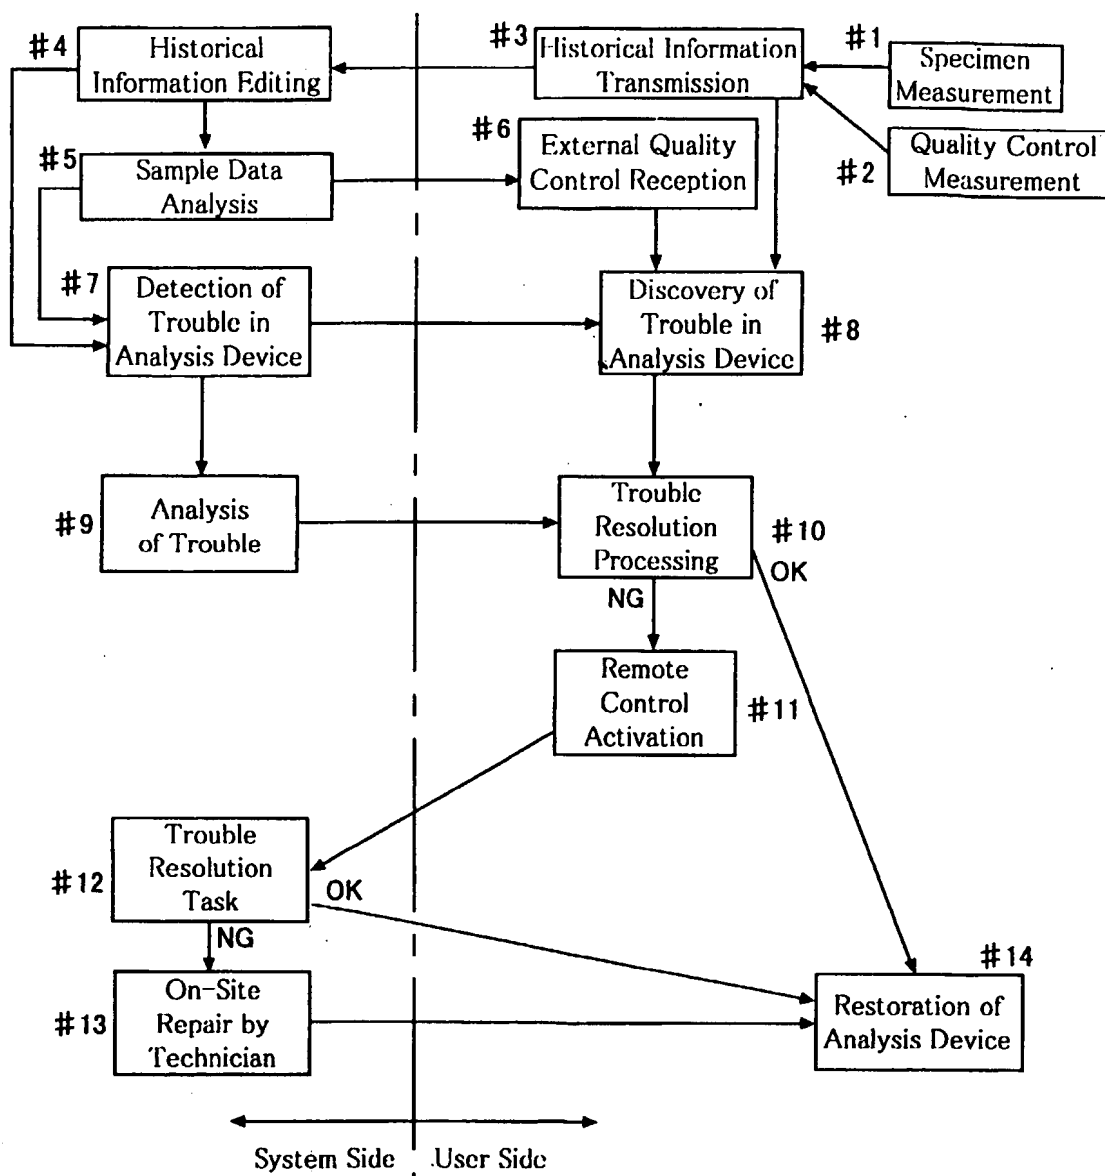 #4
Historical
Information Editing
#3
Historical Information
Transmission
#1
Specimen
Measurement
#2
Quality Control
Measurement
#5
Sample Data
Analysis
#6
External Quality
Control Reception
#7
Detection of
Trouble in
Analysis Device
Discovery of
Trouble in
Analysis Device
#8
#9
Analysis
of Trouble
Trouble
Resolution
Processing
#10
OK
NG
Remote
Control
Activation
#11
#12
Trouble
Resolution
Task
OK
NG
#13
On-Site
Repair by
Technician
#14
Restoration of
Analysis Device
System Side
User Side